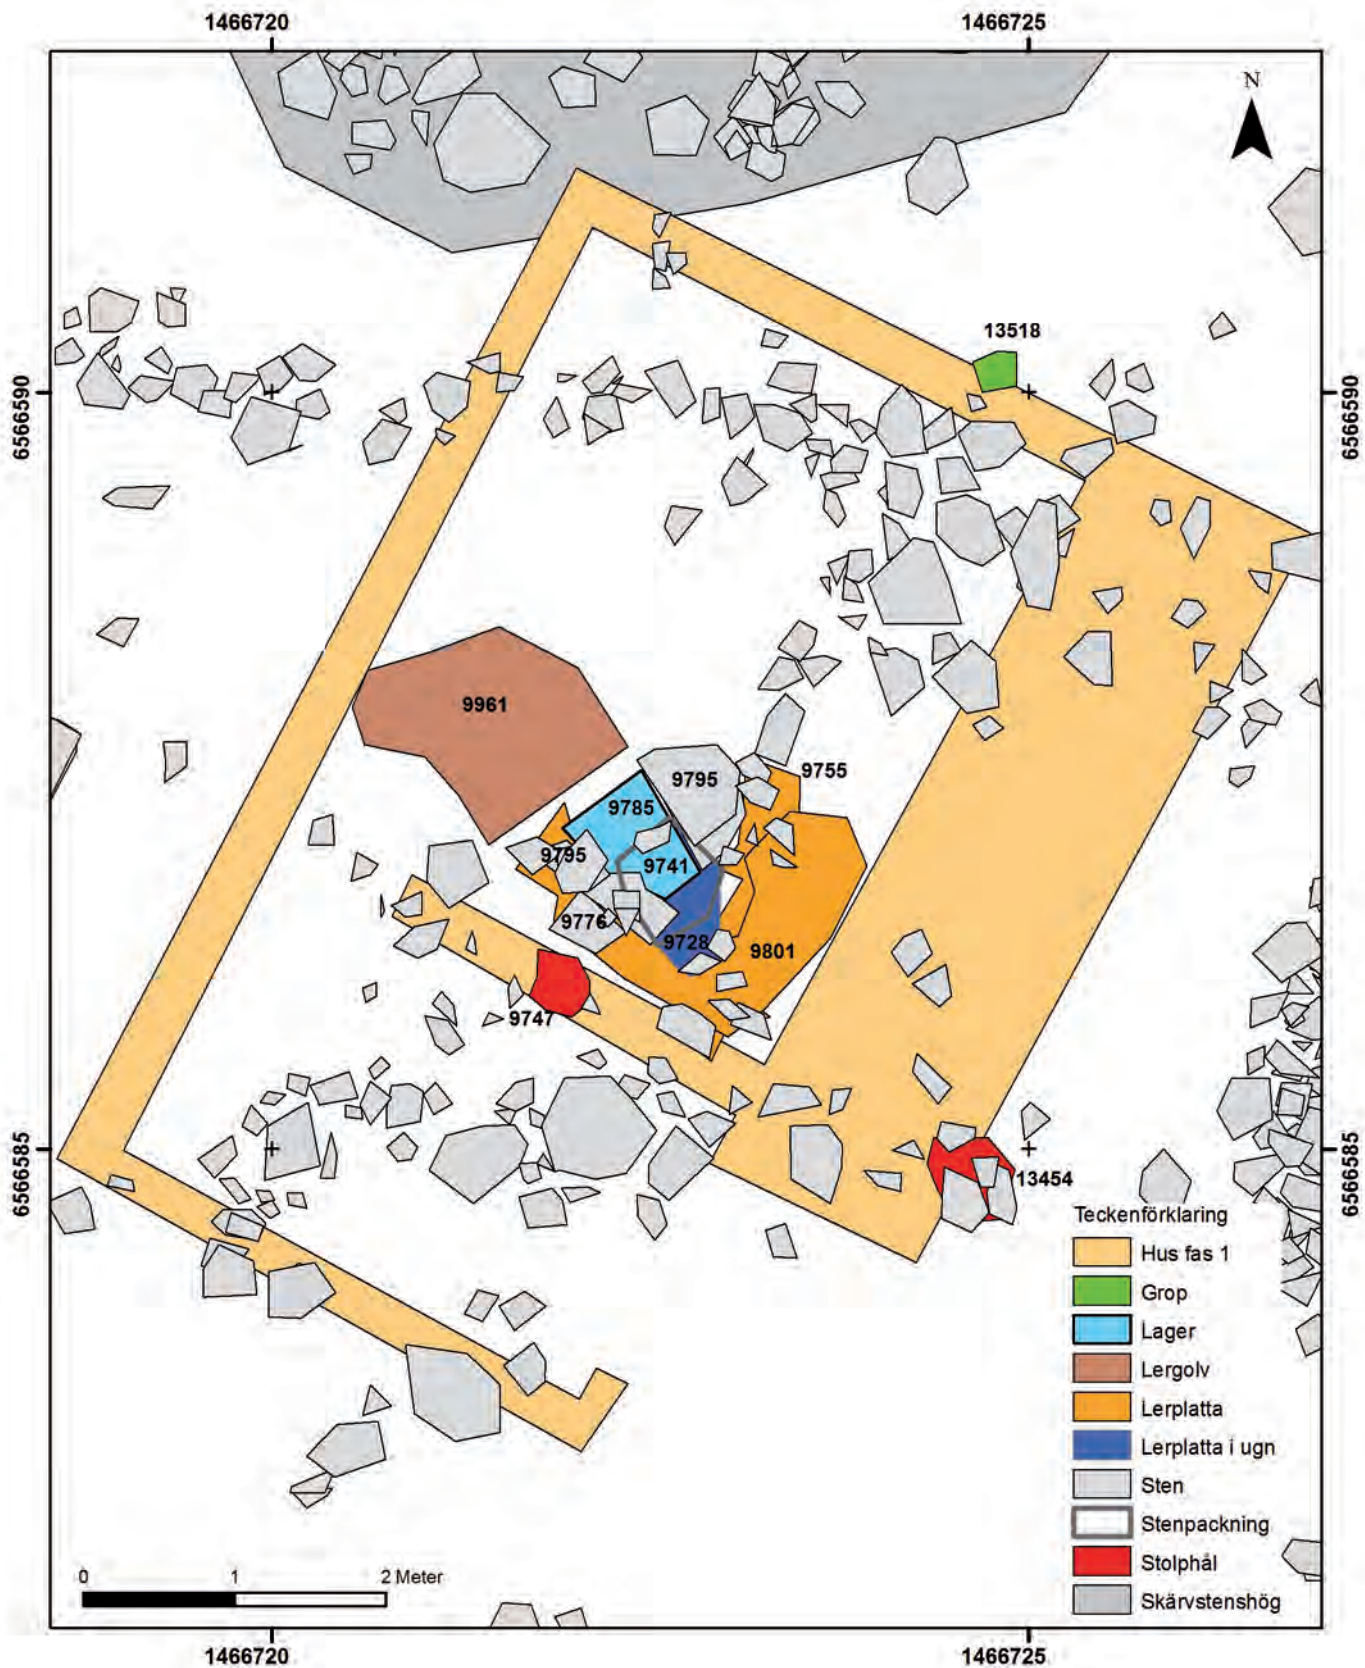 1466720 1466725
N
13518
6566590 6566590
9961
9795
9755
9785
9795
9741
9776
9728
9801
9747
6566585 6566585
13454
Teckenförklaring
Hus fas 1
Grop
Lager
Lergolv
Lerplatta
Lerplatta i ugn
Sten
Stenpackning
Stolphål
Skärvstenshög
0 1 2 Meter
1466720 1466725